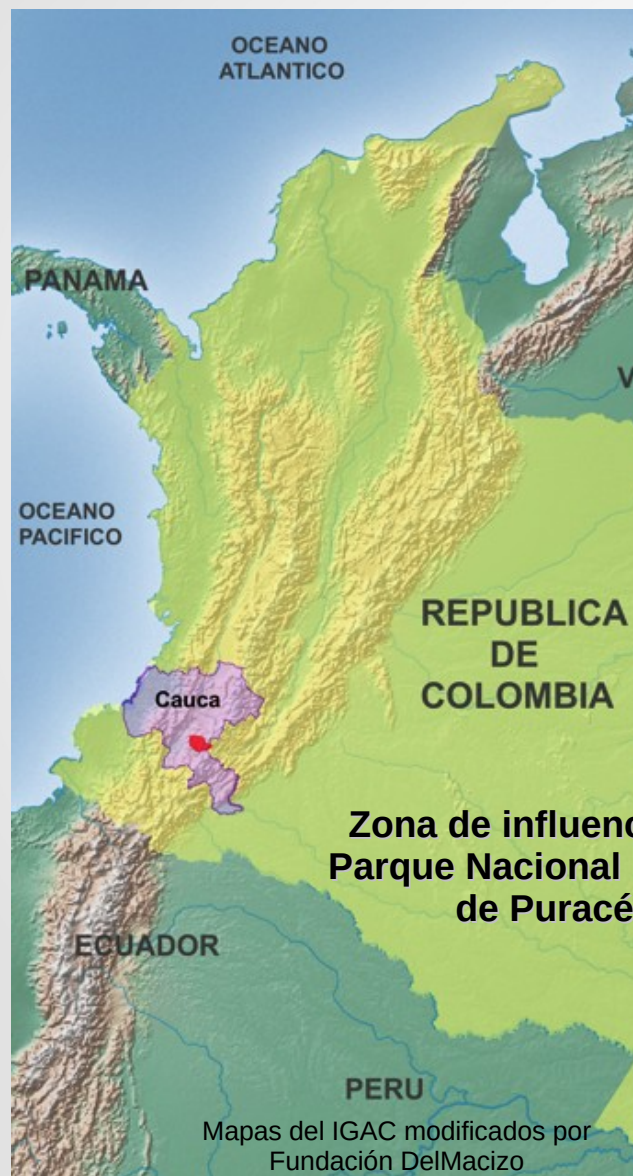 OCEANO
ATLANTICO
PANAMA
V
OCEANO
PACIFICO
REPUBLICA
DE
COLOMBIA
Cauca
Zona de influenc
Parque Nacional
de Puracé
ECUADOR
PERU
Mapas del IGAC modificados por
Fundación DelMacizo